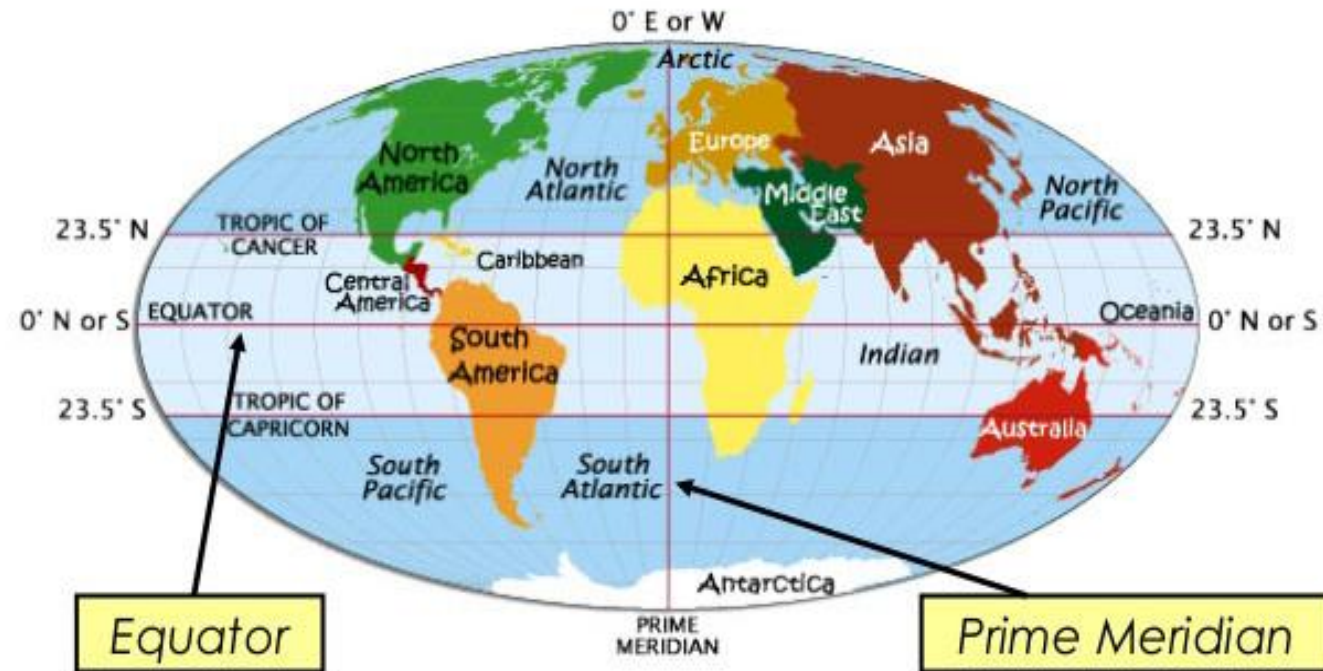 0° E or W
Arctic
North
America
North
Atlantic
Europe
Asia
Middle
East
North
Pacific
23.5° N
TROPIC OF
CANCER
23.5° N
Caribbean
Central
America
Africa
0° N or S
EQUATOR
Oceania
0° N or S
South
America
Indian
23.5° S
TROPIC OF
CAPRICORN
23.5° S
Australia
South
Pacific
South
Atlantic
Antarctica
Equator
PRIME
MERIDIAN
Prime Meridian